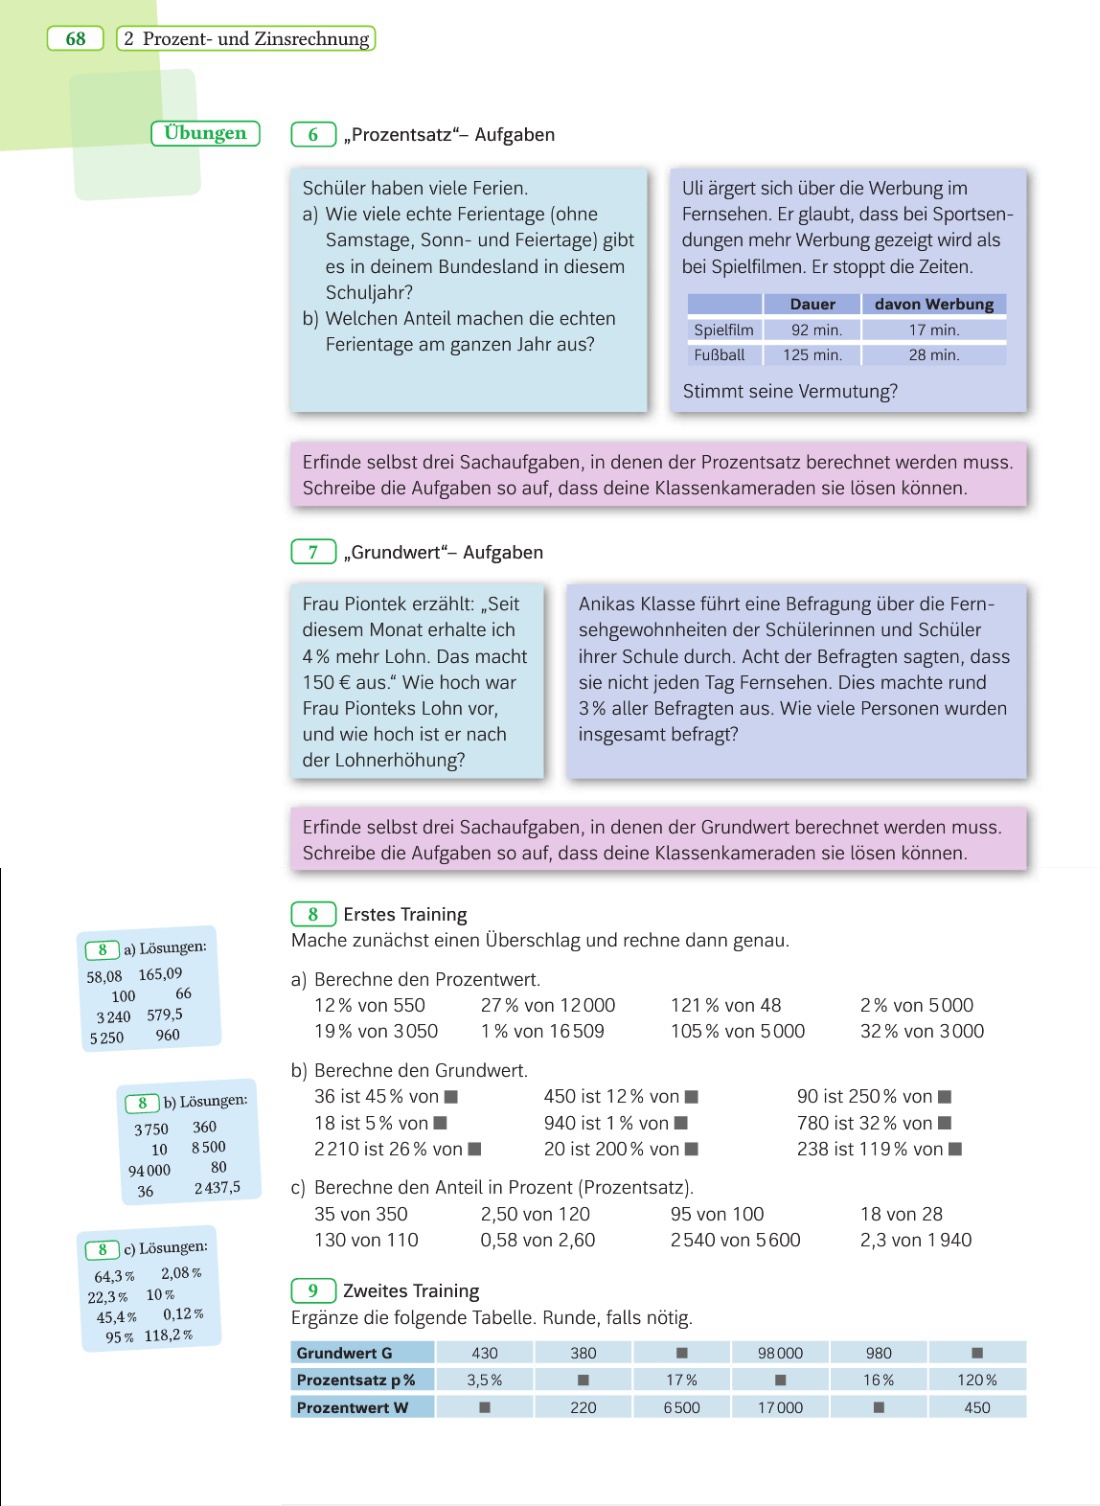 68
2 Prozent- und Zinsrechnung
Übungen
6 „Prozentsatz“– Aufgaben
Schüler haben viele Ferien.
a) Wie viele echte Ferientage (ohne
Samstage, Sonn- und Feiertage) gibt
es in deinem Bundesland in diesem
Schuljahr?
b) Welchen Anteil machen die echten
Ferientage am ganzen Jahr aus?
Uli ärgert sich über die Werbung im
Fernsehen. Er glaubt, dass bei Sportsen-
dungen mehr Werbung gezeigt wird als
bei Spielfilmen. Er stoppt die Zeiten.
Dauer davon Werbung
Spielfilm 92 min. 17 min.
Fußball 125 min. 28 min.
Stimmt seine Vermutung?
Erfinde selbst drei Sachaufgaben, in denen der Prozentsatz berechnet werden muss.
Schreibe die Aufgaben so auf, dass deine Klassenkameraden sie lösen können.
7 „Grundwert“– Aufgaben
Frau Piontek erzählt: „Seit
diesem Monat erhalte ich
4 % mehr Lohn. Das macht
150 € aus.“ Wie hoch war
Frau Pionteks Lohn vor,
und wie hoch ist er nach
der Lohnerhöhung?
Anikas Klasse führt eine Befragung über die Fern-
sehgewohnheiten der Schülerinnen und Schüler
ihrer Schule durch. Acht der Befragten sagten, dass
sie nicht jeden Tag Fernsehen. Dies machte rund
3 % aller Befragten aus. Wie viele Personen wurden
insgesamt befragt?
Erfinde selbst drei Sachaufgaben, in denen der Grundwert berechnet werden muss.
Schreibe die Aufgaben so auf, dass deine Klassenkameraden sie lösen können.
8 Erstes Training
Mache zunächst einen Überschlag und rechne dann genau.
a) Berechne den Prozentwert.
12 % von 550 27 % von 12 000 121 % von 48 2 % von 5 000
19 % von 3 050 1 % von 16 509 105 % von 5 000 32 % von 3 000
b) Berechne den Grundwert.
36 ist 45 % von ■ 450 ist 12 % von ■ 90 ist 250 % von ■
18 ist 5 % von ■ 940 ist 1 % von ■ 780 ist 32 % von ■
2 210 ist 26 % von ■ 20 ist 200 % von ■ 238 ist 119 % von ■
c) Berechne den Anteil in Prozent (Prozentsatz).
35 von 350 2,50 von 120 95 von 100 18 von 28
130 von 110 0,58 von 2,60 2 540 von 5 600 2,3 von 1 940
8 a) Lösungen:
58,08 165,09
100 66
3 240 579,5
5 250 960
8 b) Lösungen:
3 750 360
10 8 500
94 000 80
36 2 437,5
8 c) Lösungen:
64,3 % 2,08 %
22,3 % 10 %
45,4 % 0,12 %
95 % 118,2 %
9 Zweites Training
Ergänze die folgende Tabelle. Runde, falls nötig.
Grundwert G 430 380 ■ 98 000 980 ■
Prozentsatz p % 3,5 % ■ 17 % ■ 16 % 120 %
Prozentwert W ■ 220 6 500 17 000 ■ 450